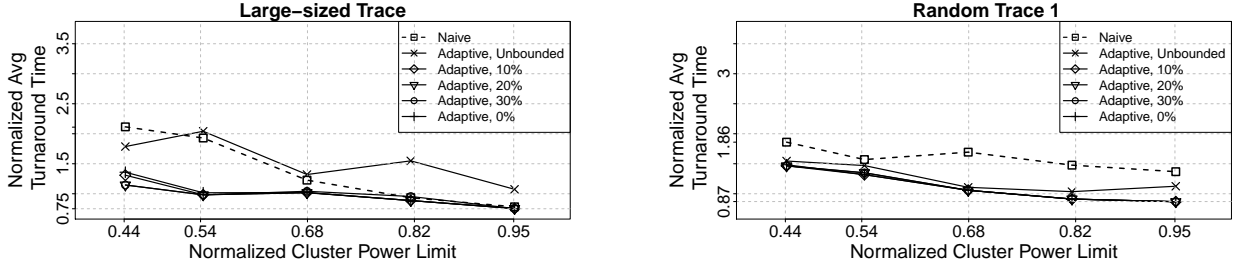 Large−sized Trace
Normalized Avg
Turnaround Time
3.5
2.5
1.5
0.75
Naive
Adaptive, Unbounded
Adaptive, 10%
Adaptive, 20%
Adaptive, 30%
Adaptive, 0%
0.44 0.54 0.68 0.82 0.95
Normalized Cluster Power Limit
Random Trace 1
Normalized Avg
Turnaround Time
3
1.86
0.87
Naive
Adaptive, Unbounded
Adaptive, 10%
Adaptive, 20%
Adaptive, 30%
Adaptive, 0%
0.44 0.54 0.68 0.82 0.95
Normalized Cluster Power Limit